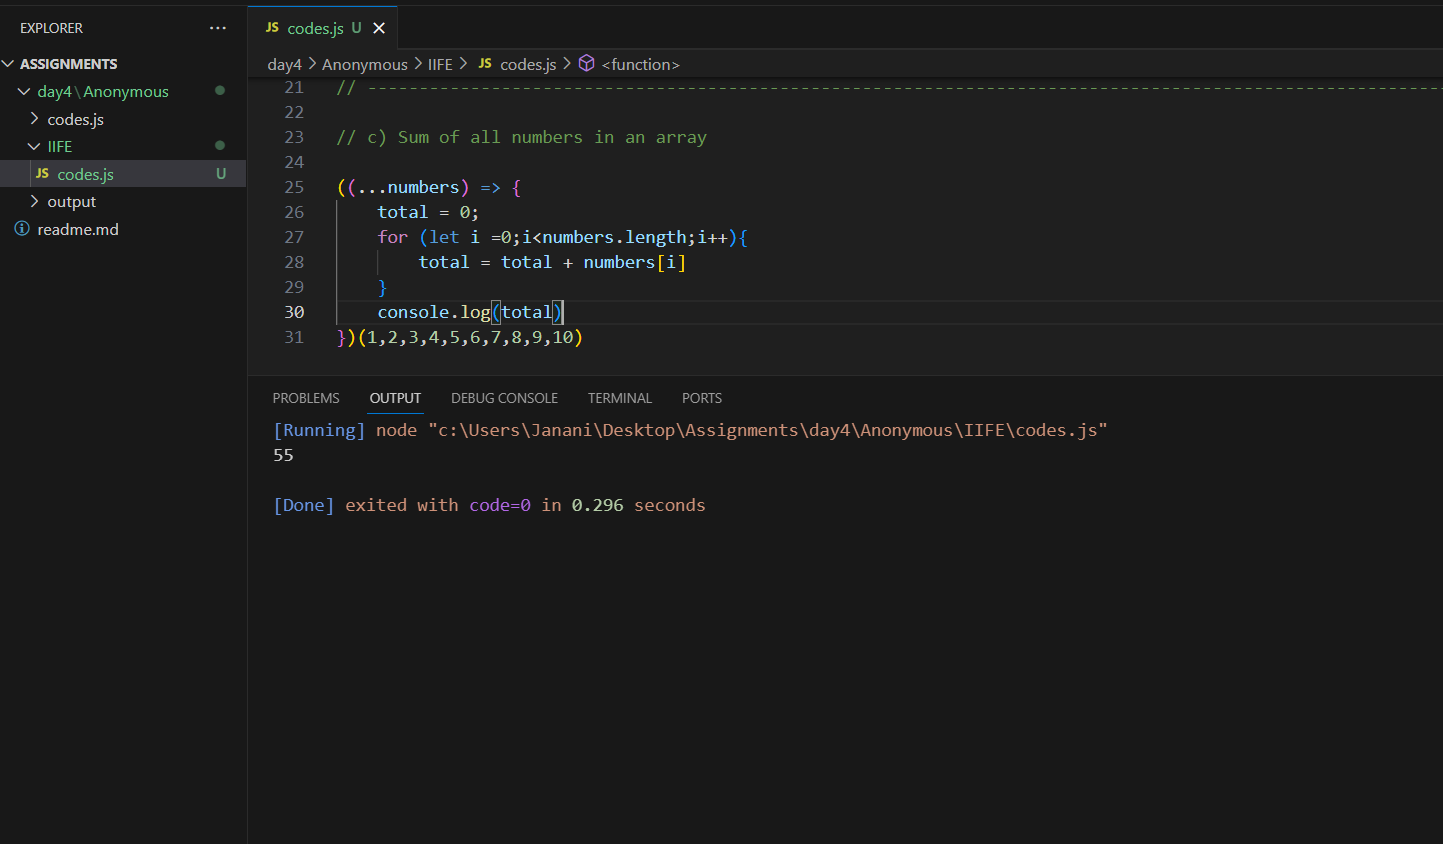 EXPLORER ...
ASSIGNMENTS
day4\Anonymous
codes.js
IIFE
JS codes.js U
output
readme.md
JS codes.js U
day4 > Anonymous > IIFE > JS codes.js > <function>
21 // --------------------------------------------------------------------------------------------------------
22
23 // c) Sum of all numbers in an array
24
25 ((...numbers) => {
26     total = 0;
27     for (let i =0;i<numbers.length;i++){
28         total = total + numbers[i]
29     }
30     console.log(total)
31 })(1,2,3,4,5,6,7,8,9,10)
PROBLEMS OUTPUT DEBUG CONSOLE TERMINAL PORTS
[Running] node "c:\Users\Janani\Desktop\Assignments\day4\Anonymous\IIFE\codes.js"
55
[Done] exited with code=0 in 0.296 seconds